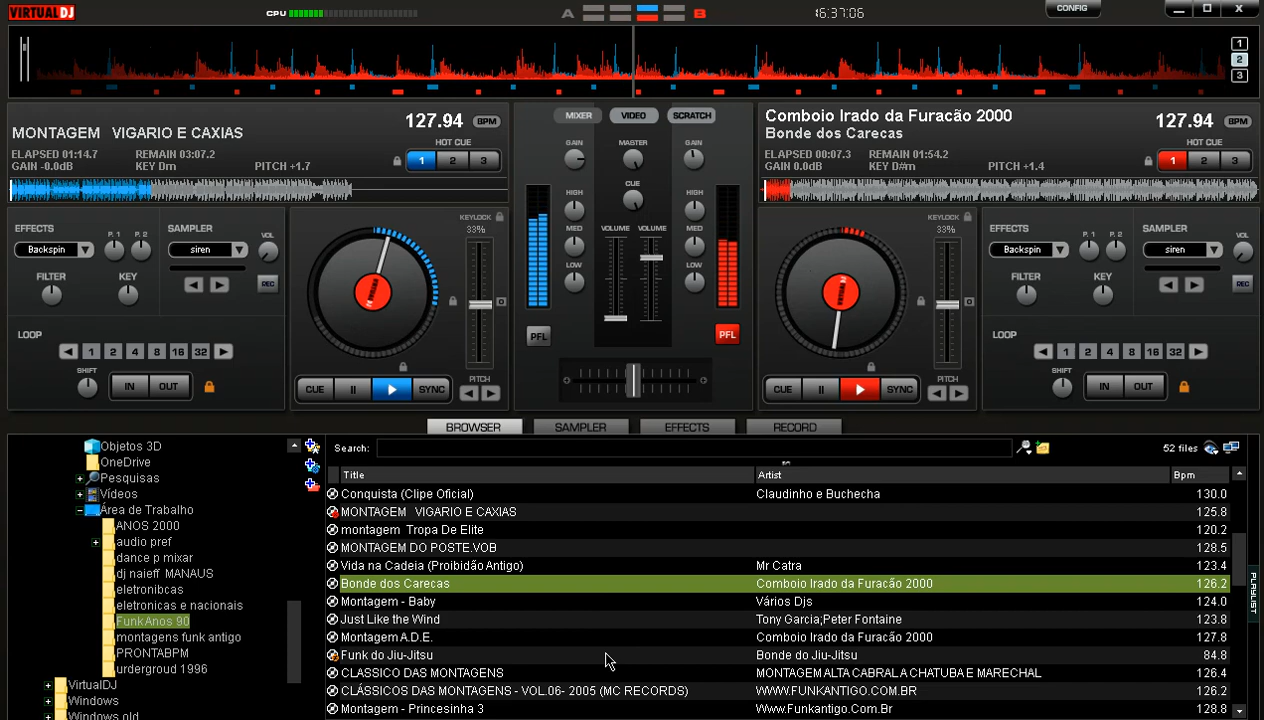 VIRTUAL DJ
CPU
A
B
16:37:06
CONFIG
X
1
2
3
MONTAGEM VIGARIO E CAXIAS
127.94 BPM
ELAPSED 01:14.7 REMAIN 03:07.2 HOT CUE
GAIN -0.0dB KEY Dm PITCH +1.7 1 2 3
MIXER VIDEO SCRATCH
GAIN MASTER
HIGH CUE HIGH
MED VOLUME VOLUME MED
LOW LOW
PFL PFL
Comboio Irado da Furacão 2000
Bonde dos Carecas
127.94 BPM
ELAPSED 00:07.3 REMAIN 01:54.2 HOT CUE
GAIN 0.0dB KEY D#m PITCH +1.4 1 2 3
EFFECTS P. 1 P. 2 SAMPLER VOL
Backspin siren
FILTER KEY REC
LOOP
1 2 4 8 16 32
SHIFT IN OUT
KEYLOCK
33%
CUE II SYNC
PITCH
KEYLOCK
33%
CUE II SYNC
PITCH
EFFECTS P. 1 P. 2 SAMPLER VOL
Backspin siren
FILTER KEY REC
LOOP
1 2 4 8 16 32
SHIFT IN OUT
BROWSER SAMPLER EFFECTS RECORD
Objetos 3D
OneDrive
Pesquisas
Vídeos
Área de Trabalho
ANOS 2000
audio pref
dance p mixar
dj naieff MANAUS
eletronibcas
eletronicas e nacionais
Funk Anos 90
montagens funk antigo
PRONTABPM
urdergroud 1996
VirtualDJ
Windows
Windows.old
Search: 52 files
Title Artist Bpm
Conquista (Clipe Oficial) Claudinho e Buchecha 130.0
MONTAGEM VIGARIO E CAXIAS 125.8
montagem Tropa De Elite 120.2
MONTAGEM DO POSTE.VOB 128.5
Vida na Cadeia (Proibidão Antigo) Mr Catra 123.4
Bonde dos Carecas Comboio Irado da Furacão 2000 126.2
Montagem - Baby Vários Djs 124.0
Just Like the Wind Tony Garcia;Peter Fontaine 123.8
Montagem A.D.E. Comboio Irado da Furacão 2000 127.8
Funk do Jiu-Jitsu Bonde do Jiu-Jitsu 84.8
CLASSICO DAS MONTAGENS MONTAGEM ALTA CABRAL A CHATUBA E MARECHAL 126.4
CLÁSSICOS DAS MONTAGENS - VOL.06- 2005 (MC RECORDS) WWW.FUNKANTIGO.COM.BR 126.2
Montagem - Princesinha 3 Www.Funkantigo.Com.Br 128.8
PLAYLIST